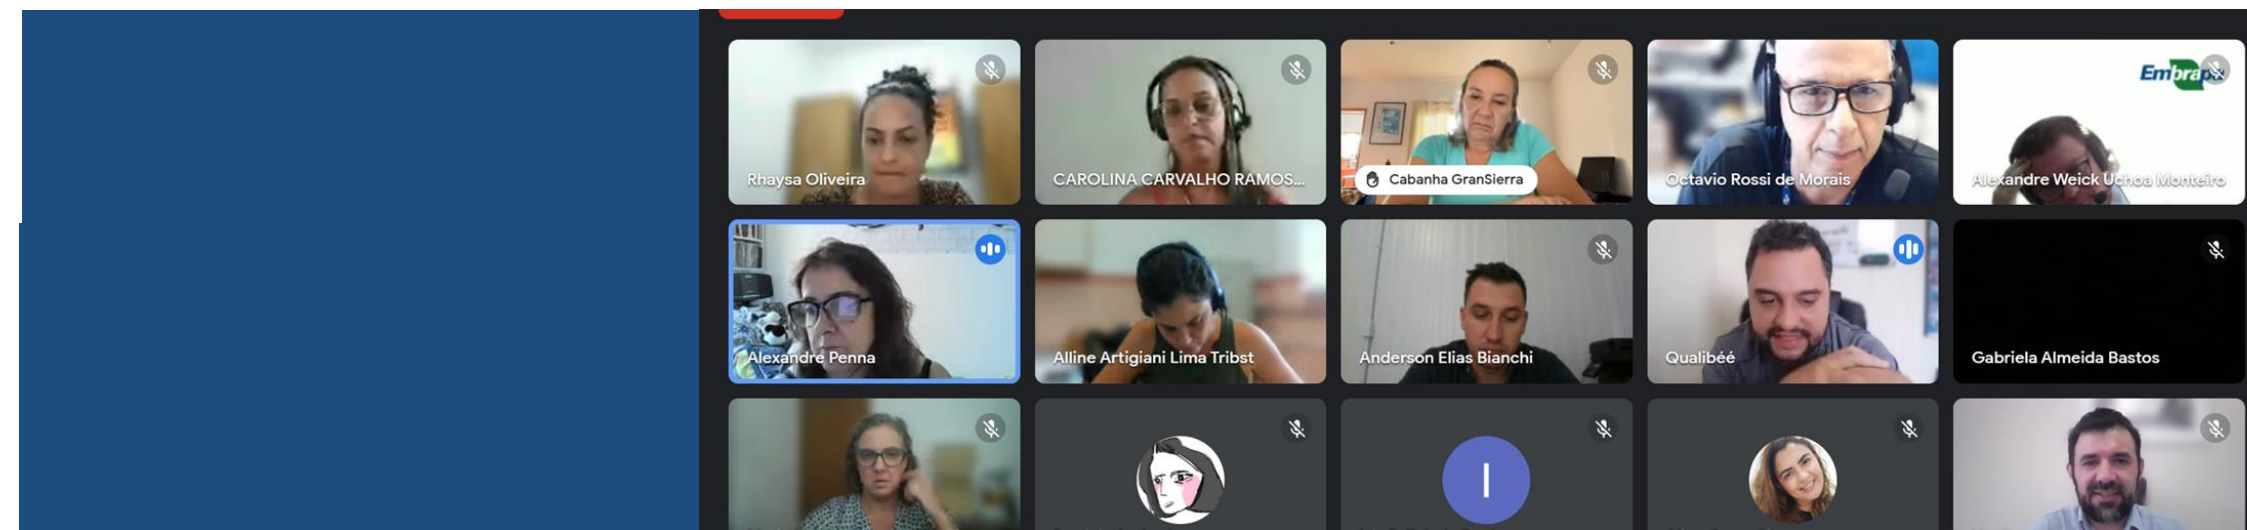 Rhaysa Oliveira
CAROLINA CARVALHO RAMOS...
Cabanha GranSierra
Octavio Rossi de Morais
Embrapa
Alexandre Weick Uchoa Monteiro
Alexandre Penna
Alline Artigiani Lima Tribst
Anderson Elias Bianchi
Qualibéé
Gabriela Almeida Bastos
I